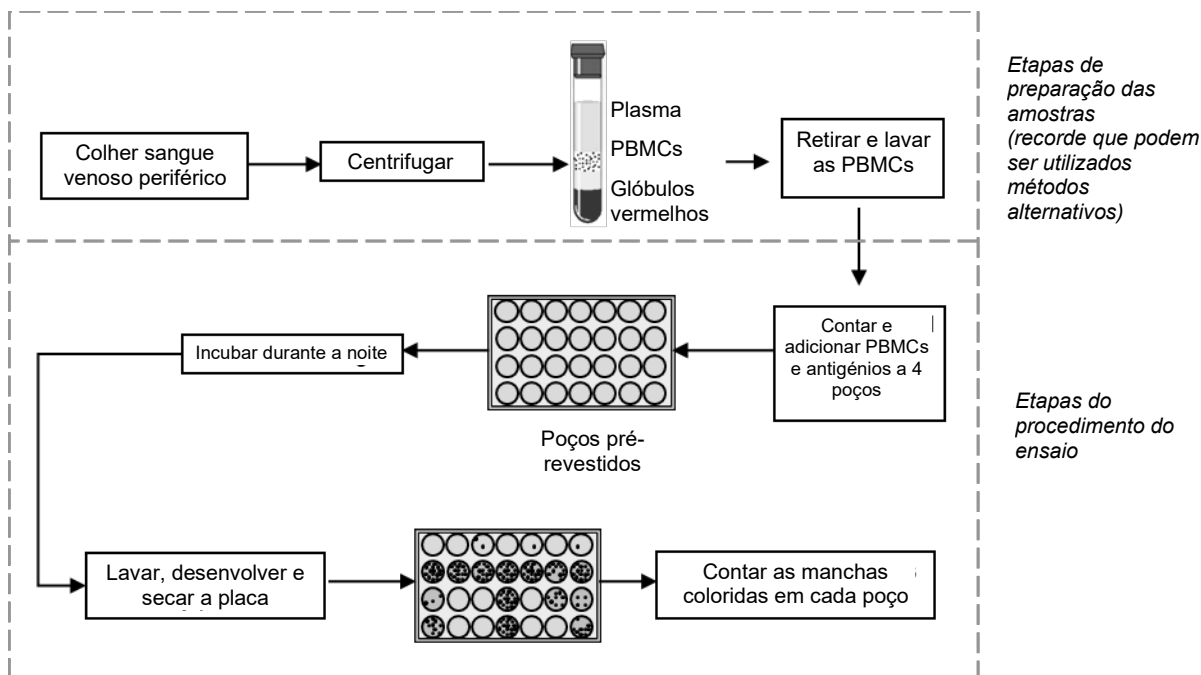 Colher sangue
venoso periférico
Centrifugar
Plasma
PBMCs
Glóbulos
vermelhos
Retirar e lavar
as PBMCs
Etapas de
preparação das
amostras
(recorde que podem
ser utilizados
métodos
alternativos)
Contar e
adicionar PBMCs
e antigénios a 4
poços
Poços pré-
revestidos
Incubar durante a noite
Etapas do
procedimento do
ensaio
Lavar, desenvolver e
secar a placa
Contar as manchas
coloridas em cada poço